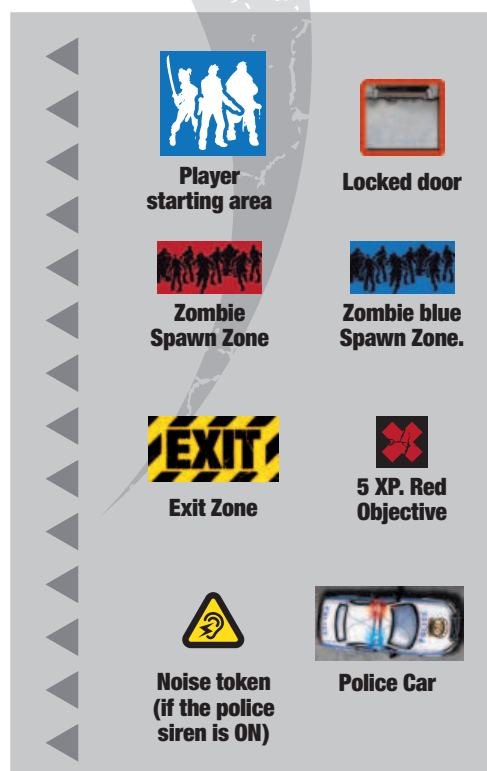 Player
starting area
Locked door
Zombie
Spawn Zone
Zombie blue
Spawn Zone.
EXIT
Exit Zone
5 XP. Red
Objective
Noise token
(if the police
siren is ON)
POLICE
Police Car